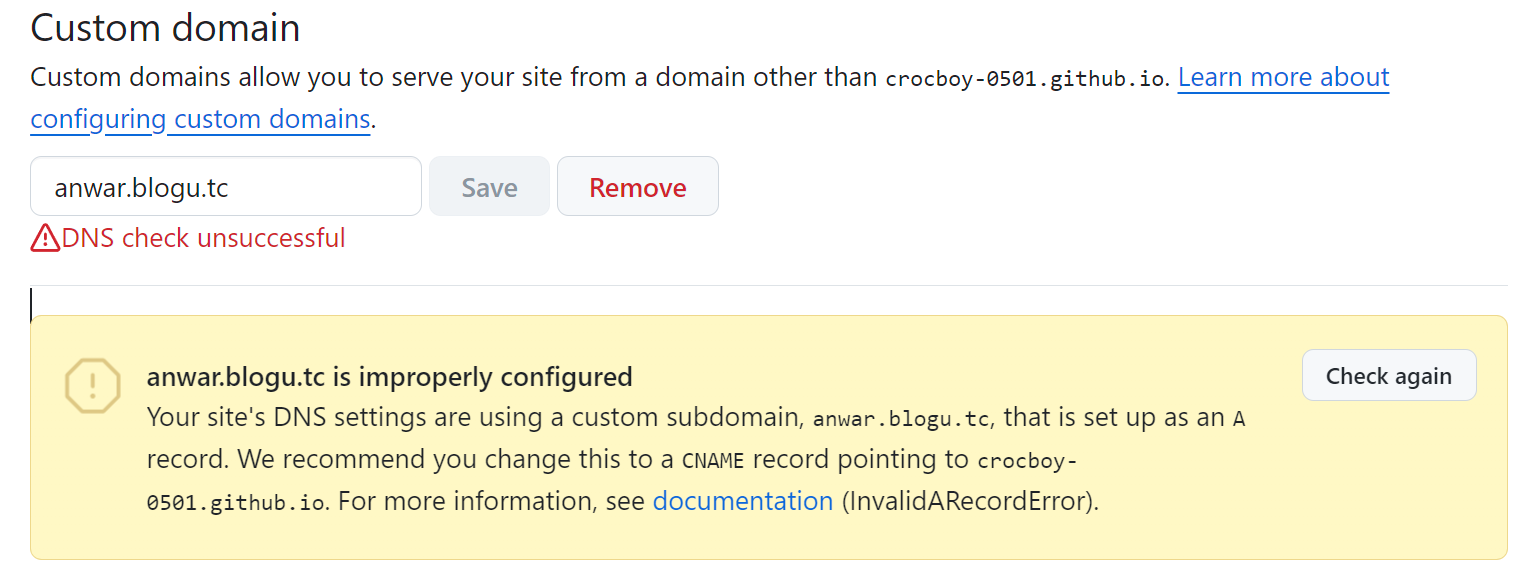 Custom domain
Custom domains allow you to serve your site from a domain other than crocboy-0501.github.io. Learn more about
configuring custom domains.
anwar.blogu.tc Save Remove
DNS check unsuccessful
anwar.blogu.tc is improperly configured
Check again
Your site's DNS settings are using a custom subdomain, anwar.blogu.tc, that is set up as an A
record. We recommend you change this to a CNAME record pointing to crocboy-
0501.github.io. For more information, see documentation (InvalidARecordError).